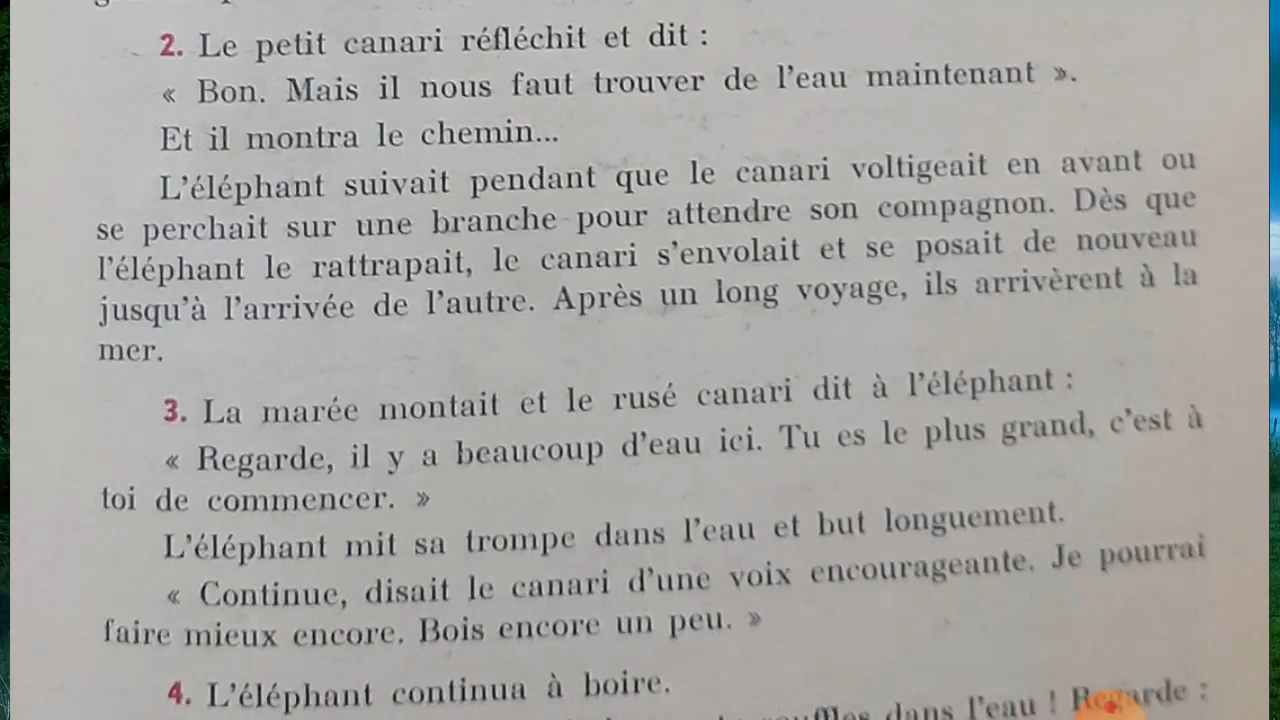 2. Le petit canari réfléchit et dit :
« Bon. Mais il nous faut trouver de l'eau maintenant ».
Et il montra le chemin...
L'éléphant suivait pendant que le canari voltigeait en avant ou
se perchait sur une branche pour attendre son compagnon. Dès que
l'éléphant le rattrapait, le canari s'envolait et se posait de nouveau
jusqu'à l'arrivée de l'autre. Après un long voyage, ils arrivèrent à la
mer.
3. La marée montait et le rusé canari dit à l'éléphant :
« Regarde, il y a beaucoup d'eau ici. Tu es le plus grand, c'est à
toi de commencer. »
L'éléphant mit sa trompe dans l'eau et but longuement.
« Continue, disait le canari d'une voix encourageante. Je pourrai
faire mieux encore. Bois encore un peu. »
4. L'éléphant continua à boire.
dans l'eau ! Regarde :